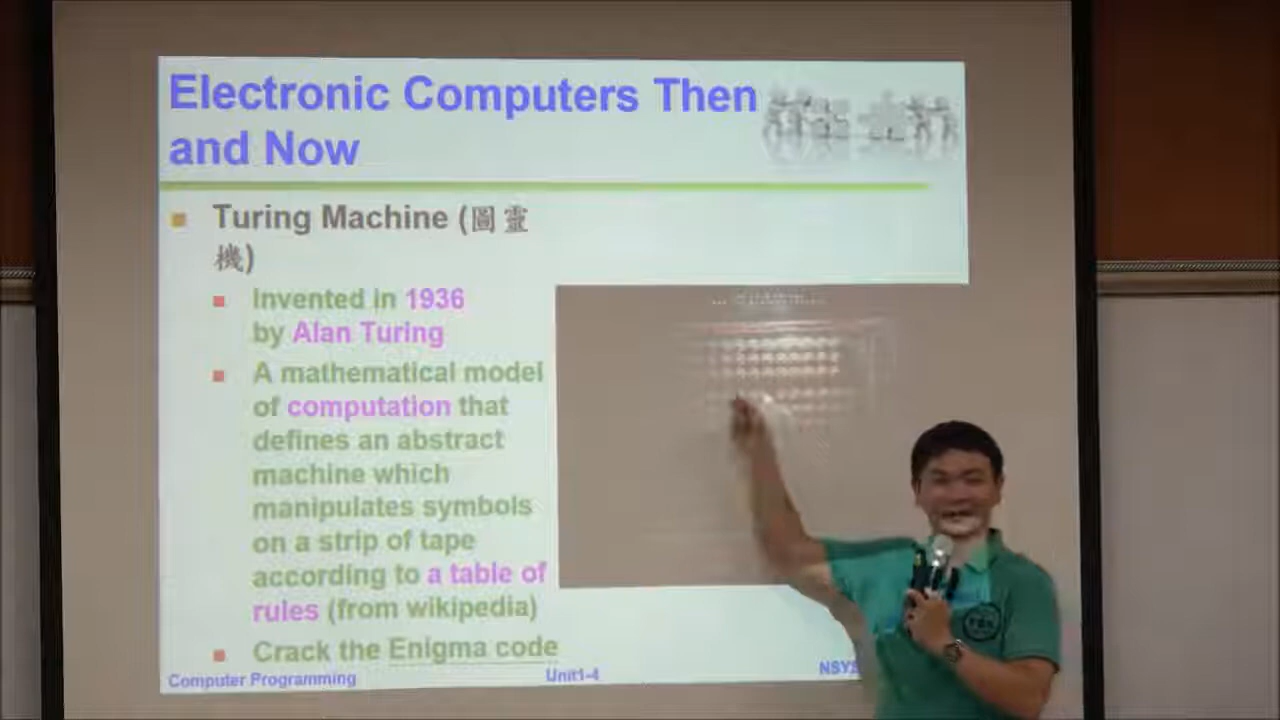 Electronic Computers Then
and Now
Turing Machine (圖靈
機)
Invented in 1936
by Alan Turing
A mathematical model
of computation that
defines an abstract
machine which
manipulates symbols
on a strip of tape
according to a table of
rules (from wikipedia)
Crack the Enigma code
Computer Programming
Unit1-4